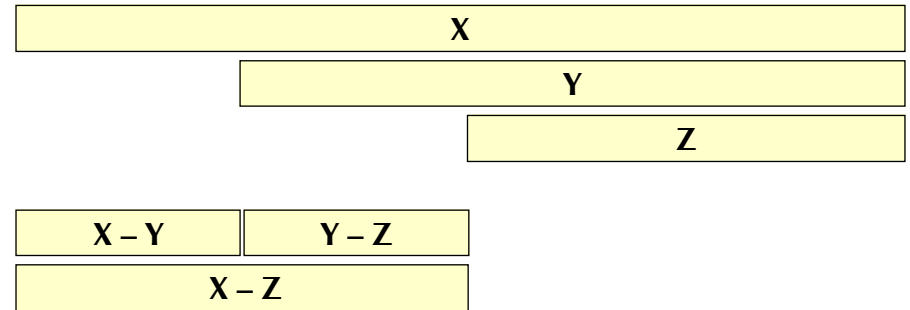 X
Y
Z
X – Y Y – Z
X – Z